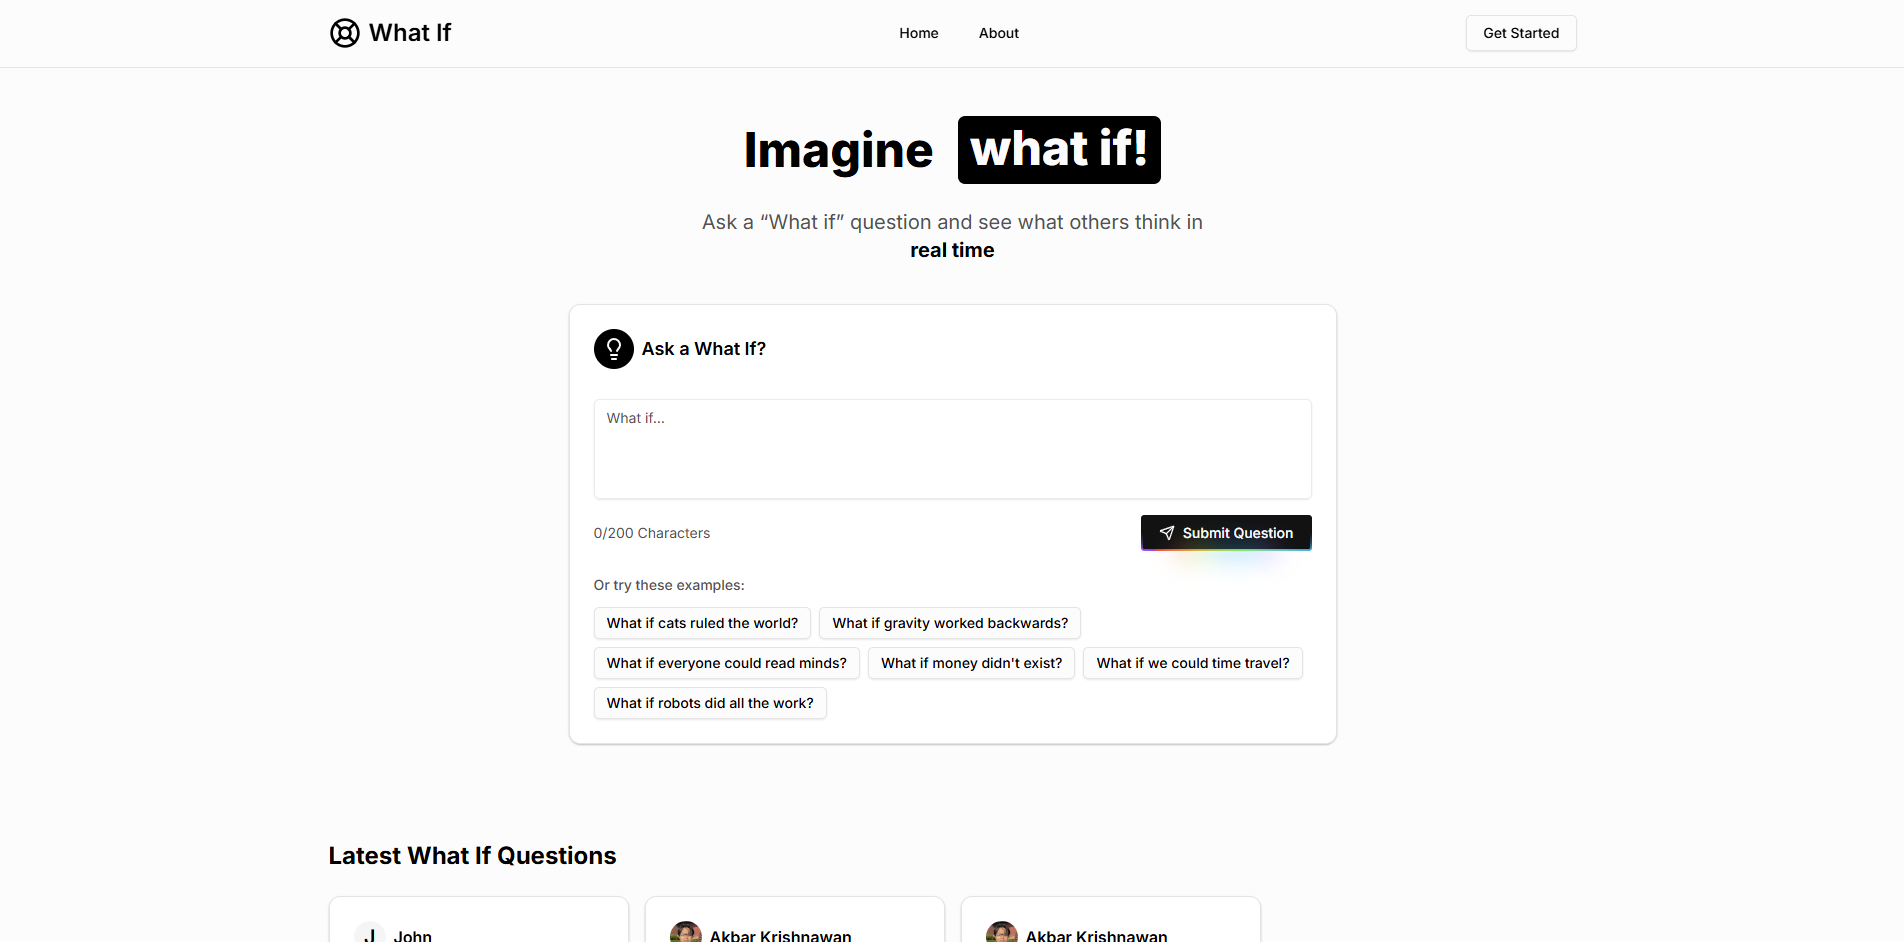 What If
Home
About
Get Started
Imagine what if!
Ask a “What if” question and see what others think in
real time
Ask a What If?
What if...
0/200 Characters
Submit Question
Or try these examples:
What if cats ruled the world?
What if gravity worked backwards?
What if everyone could read minds?
What if money didn't exist?
What if we could time travel?
What if robots did all the work?
Latest What If Questions
J
John
Akbar Krishnawan
Akbar Krishnawan